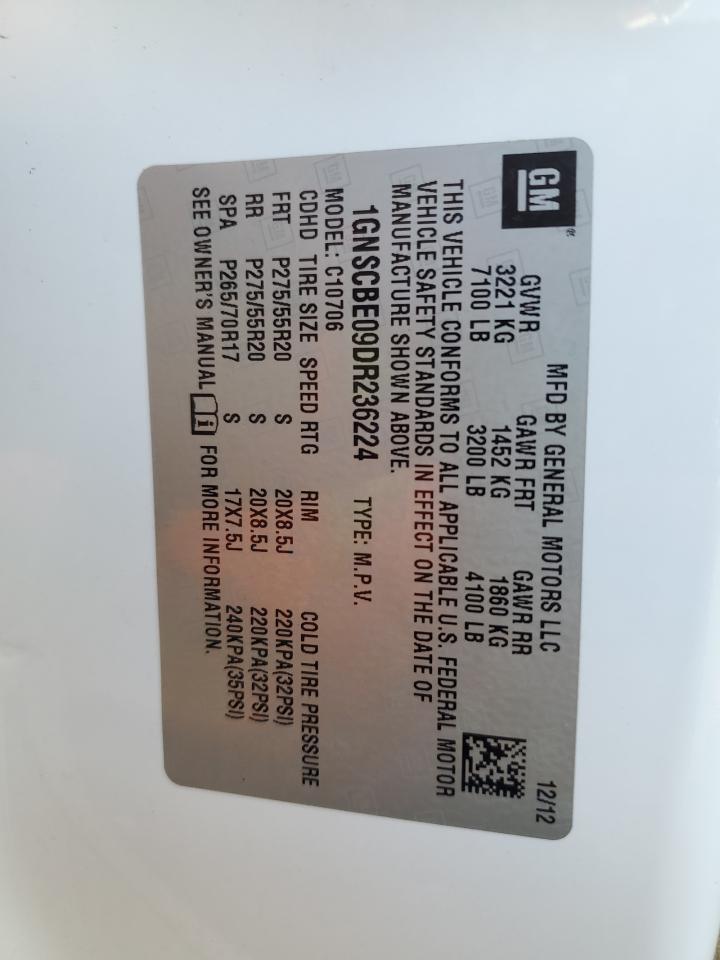 GM
MFD BY GENERAL MOTORS LLC 12/12
GVWR GAWR FRT GAWR RR
3221 KG 1452 KG 1860 KG
7100 LB 3200 LB 4100 LB
THIS VEHICLE CONFORMS TO ALL APPLICABLE U.S. FEDERAL MOTOR
VEHICLE SAFETY STANDARDS IN EFFECT ON THE DATE OF
MANUFACTURE SHOWN ABOVE.
1GNSCBE09DR236224 TYPE: M.P.V.
MODEL: C10706
CDHD TIRE SIZE SPEED RTG RIM COLD TIRE PRESSURE
FRT P275/55R20 S 20X8.5J 220KPA(32PSI)
RR P275/55R20 S 20X8.5J 220KPA(32PSI)
SPA P265/70R17 S 17X7.5J 240KPA(35PSI)
SEE OWNER'S MANUAL i FOR MORE INFORMATION.